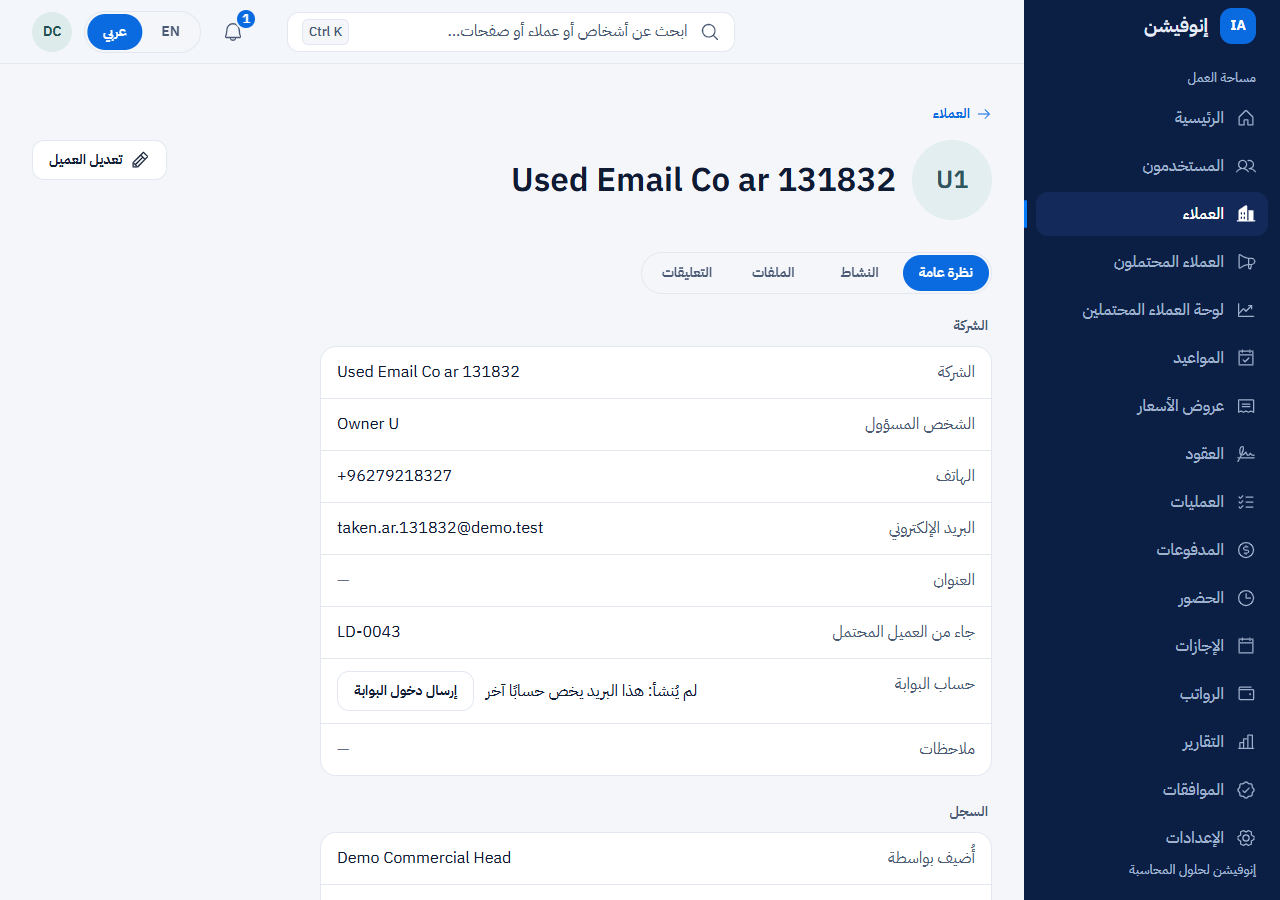 IA إنوفيشن
مساحة العمل
الرئيسية
المستخدمون
العملاء
العملاء المحتملون
لوحة العملاء المحتملين
المواعيد
عروض الأسعار
العقود
العمليات
المدفوعات
الحضور
الإجازات
الرواتب
التقارير
الموافقات
الإعدادات
إنوفيشن لحلول المحاسبة
ابحث عن أشخاص أو عملاء أو صفحات... Ctrl K
1
EN عربي
DC
العملاء
U1
Used Email Co ar 131832
تعديل العميل
نظرة عامة النشاط الملفات التعليقات
الشركة
الشركة Used Email Co ar 131832
الشخص المسؤول Owner U
الهاتف +96279218327
البريد الإلكتروني taken.ar.131832@demo.test
العنوان —
جاء من العميل المحتمل LD-0043
حساب البوابة لم يُنشأ: هذا البريد يخص حسابًا آخر إرسال دخول البوابة
ملاحظات —
السجل
أُضيف بواسطة Demo Commercial Head